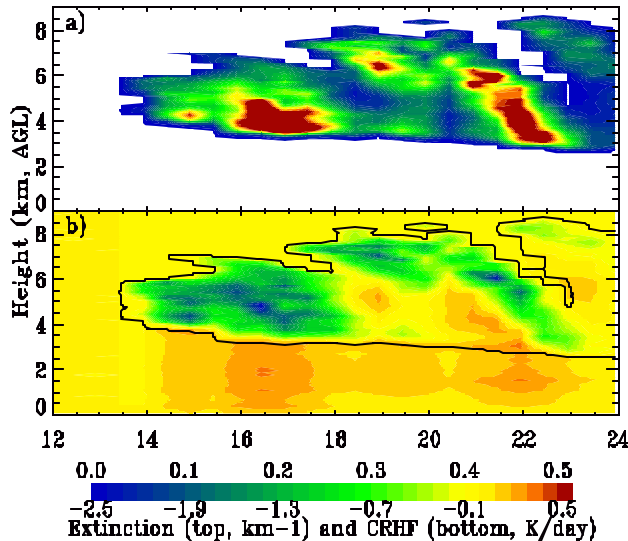 a)
8
6
4
2
0
Height (km, AGL)
b)
8
6
4
2
0
12 14 16 18 20 22 24
0.0 0.1 0.2 0.3 0.4 0.5
-2.5 -1.9 -1.3 -0.7 -0.1 0.5
Extinction (top, km-1) and CRHF (bottom, K/day)